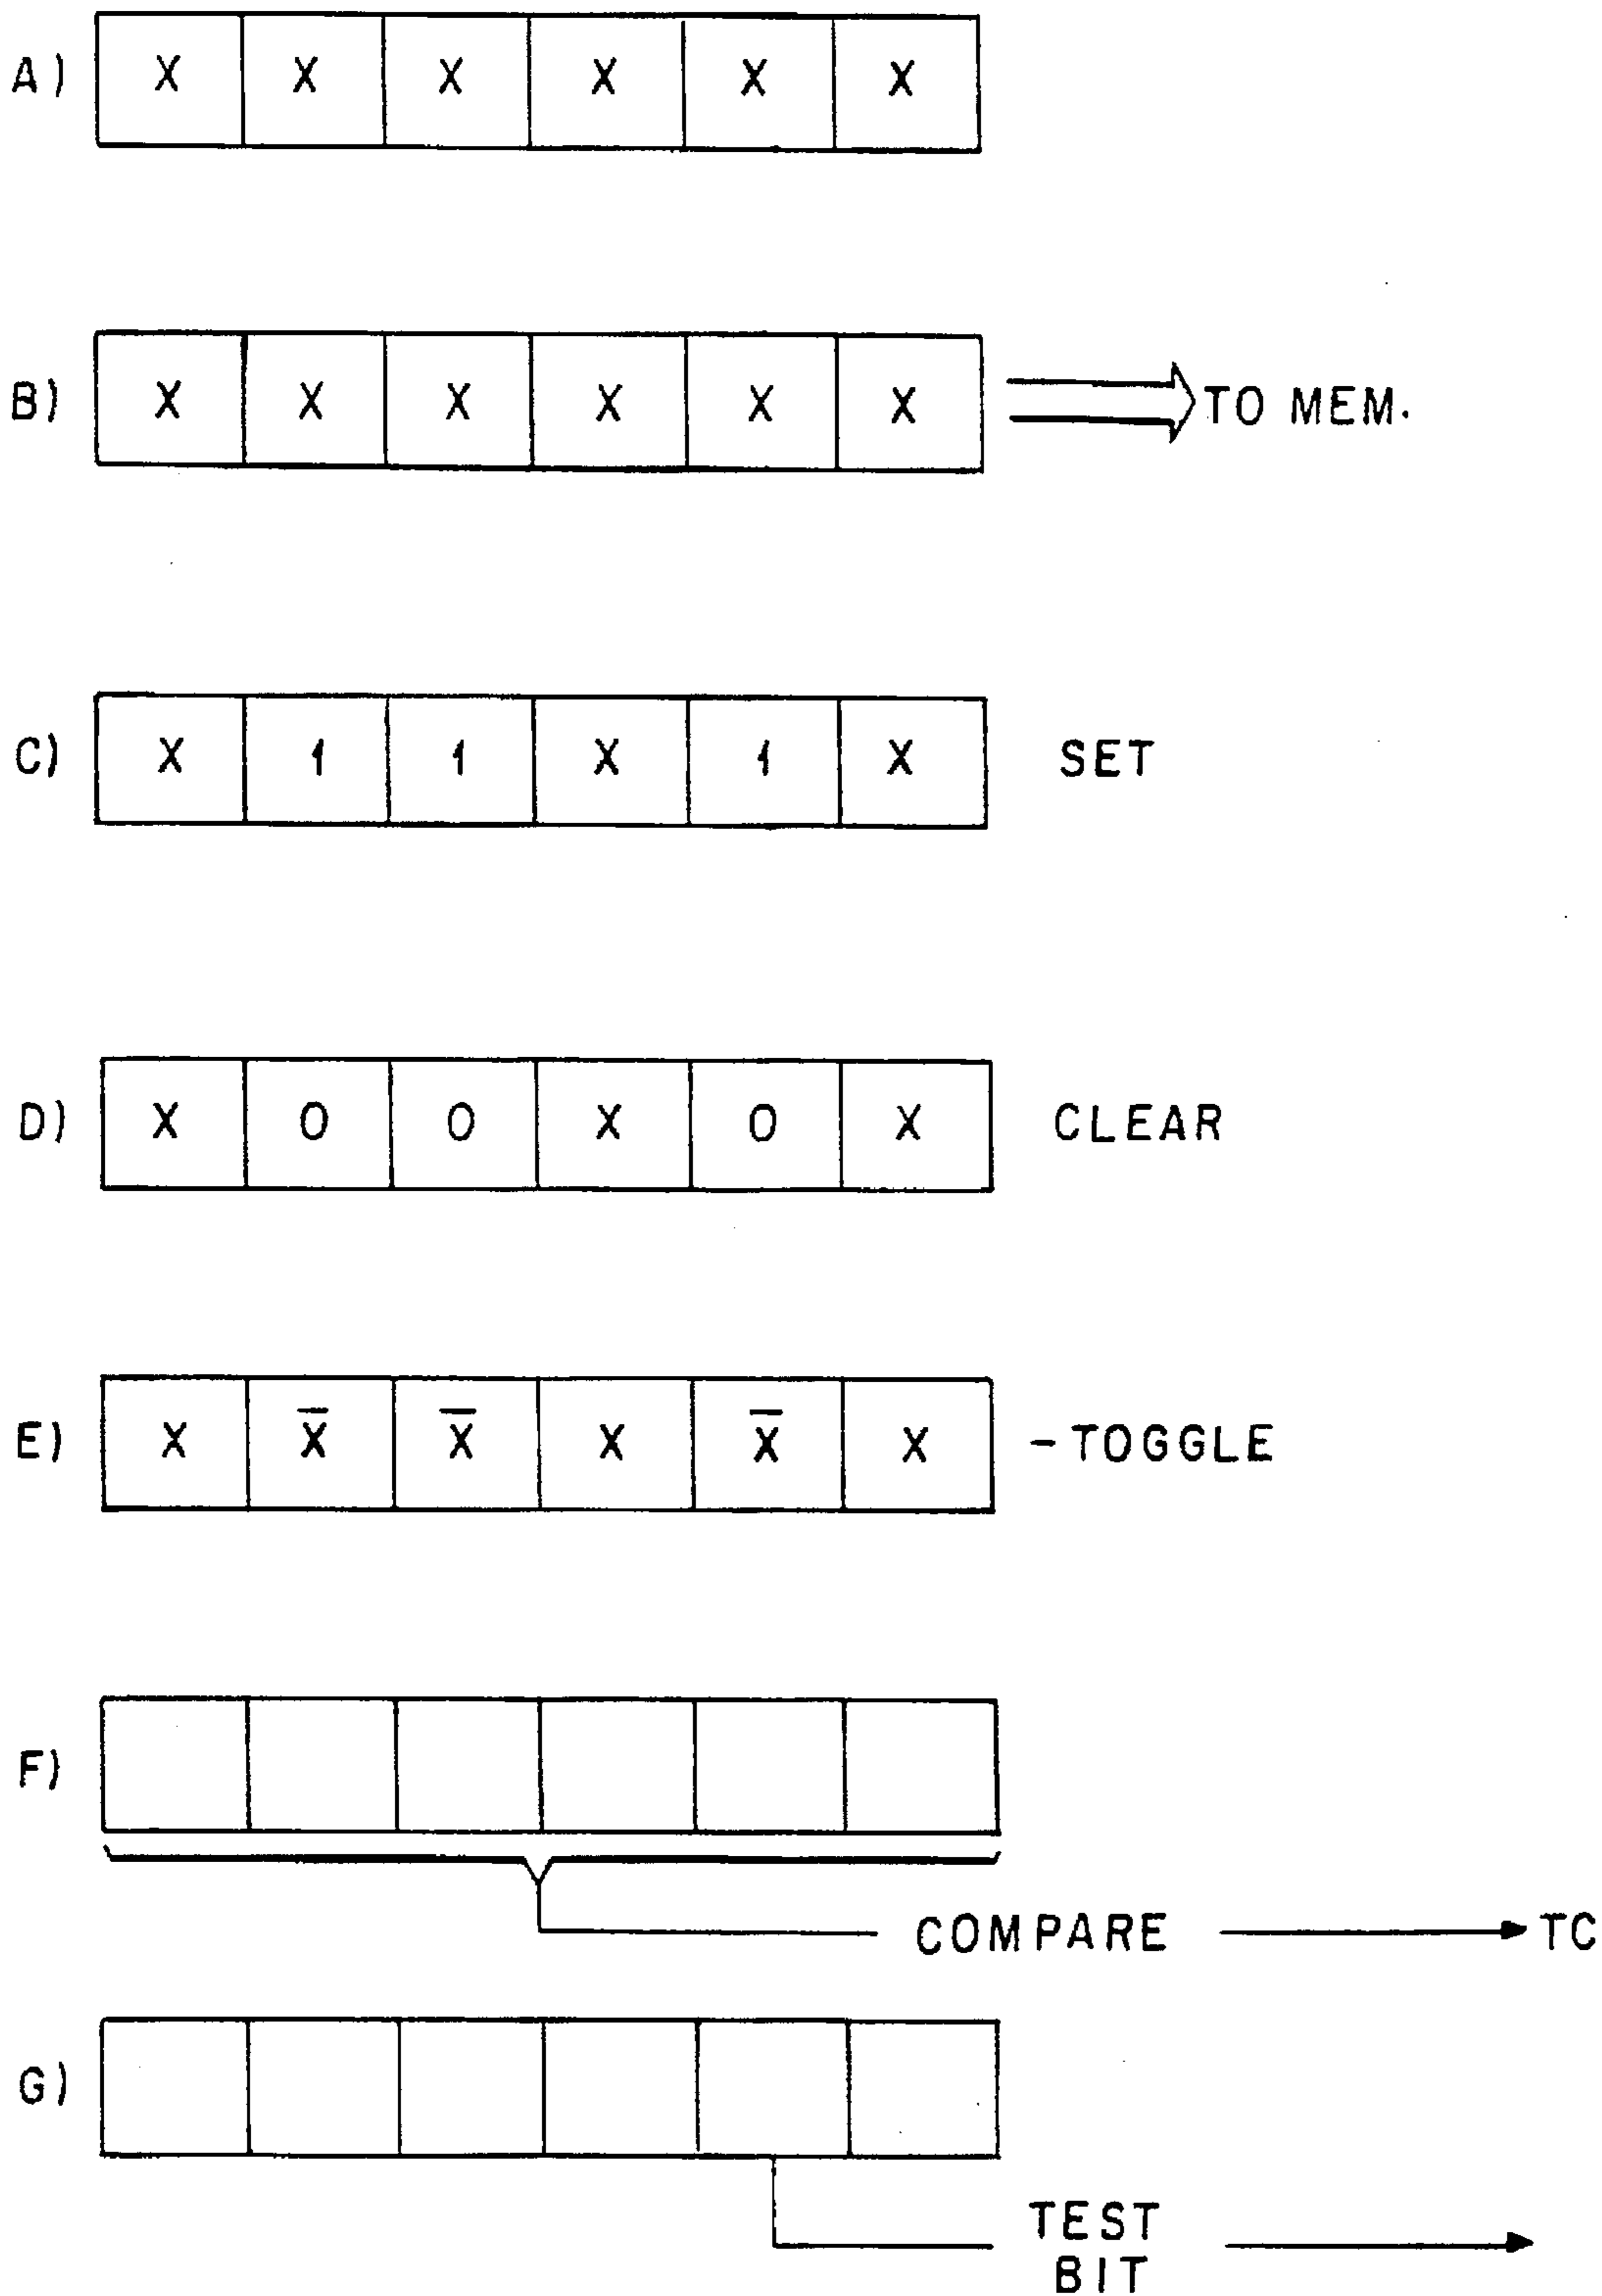 A) X X X X X X
B) X X X X X X TO MEM.
C) X 1 1 X 1 X SET
D) X 0 0 X 0 X CLEAR
E) X X̅ X̅ X X̅ X - TOGGLE
F)
COMPARE TC
G)
TEST
BIT